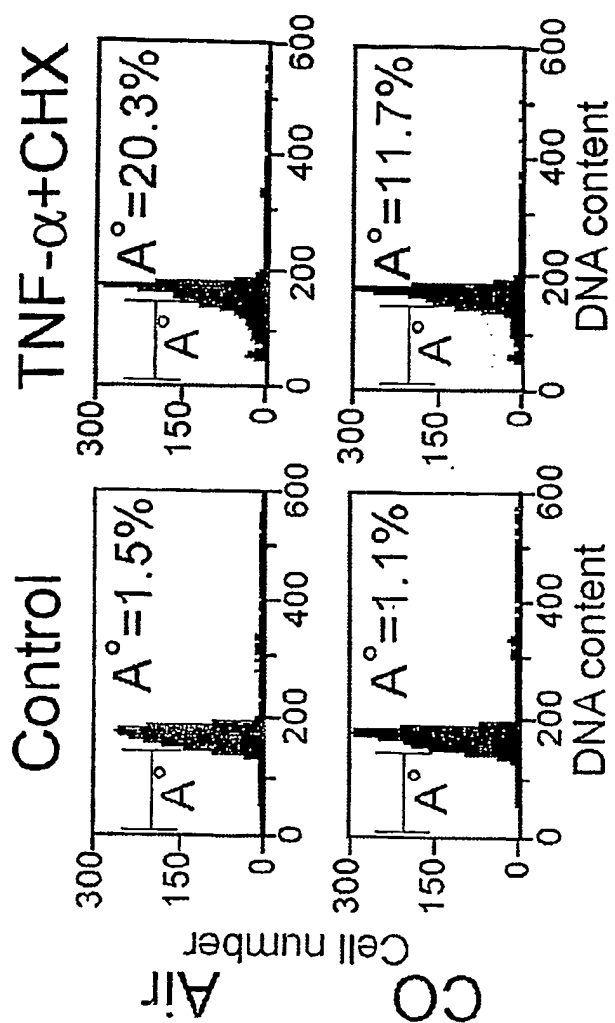 Control
TNF-α+CHX
Air
CO
Cell number
300
150
0
A°=1.5%
A°
0
200
400
600
300
150
0
A°=20.3%
A°
0
200
400
600
300
150
0
A°=1.1%
A°
0
200
400
600
DNA content
300
150
0
A°=11.7%
A°
0
200
400
600
DNA content